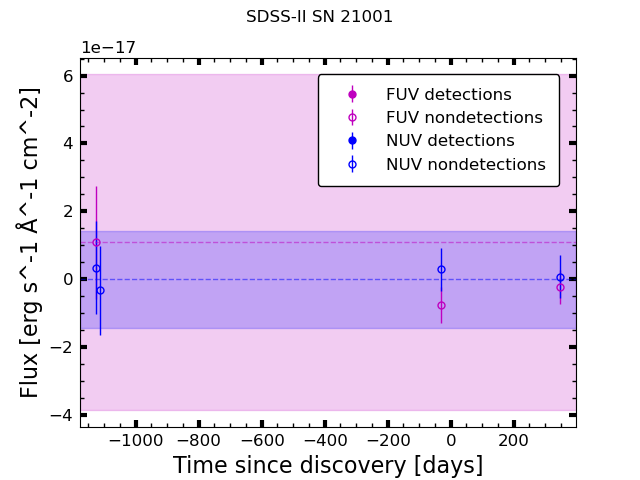 SDSS-II SN 21001
1e−17
FUV detections
FUV nondetections
NUV detections
NUV nondetections
6
4
2
0
−2
−4
Flux [erg s^-1 Å^-1 cm^-2]
−1000 −800 −600 −400 −200 0 200
Time since discovery [days]